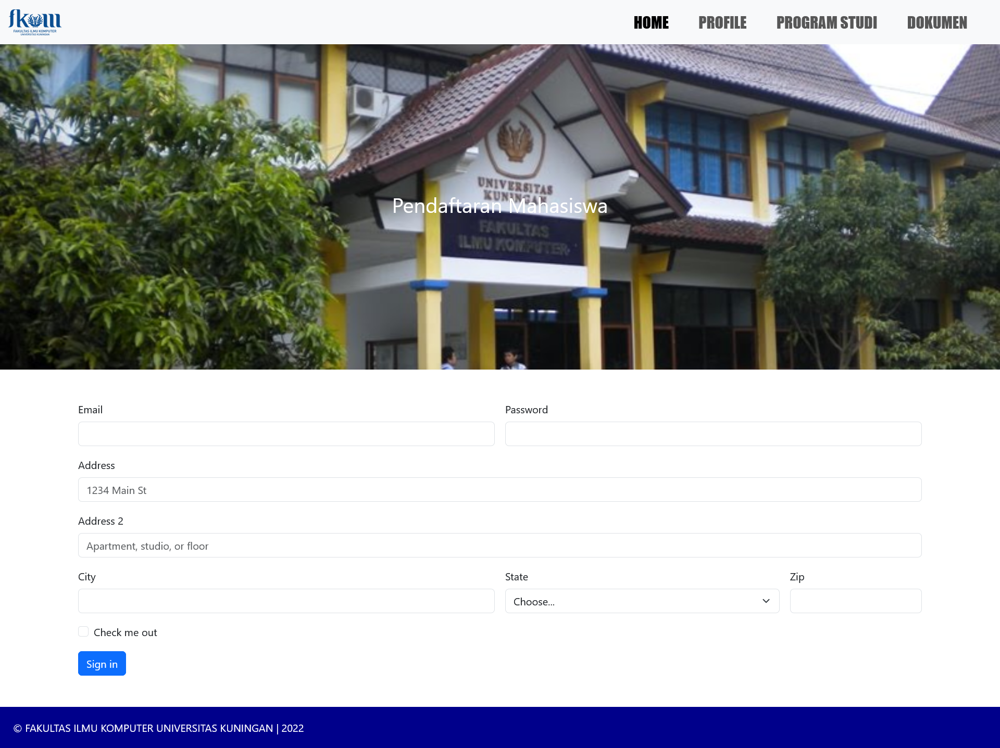 fkom
FAKULTAS ILMU KOMPUTER
UNIVERSITAS KUNINGAN
HOME
PROFILE
PROGRAM STUDI
DOKUMEN
UNIVERSITAS
KUNINGAN
Pendaftaran Mahasiswa
FAKULTAS
ILMU KOMPUTER
Email
Password
Address
1234 Main St
Address 2
Apartment, studio, or floor
City
State
Zip
Choose...
Check me out
Sign in
© FAKULTAS ILMU KOMPUTER UNIVERSITAS KUNINGAN | 2022